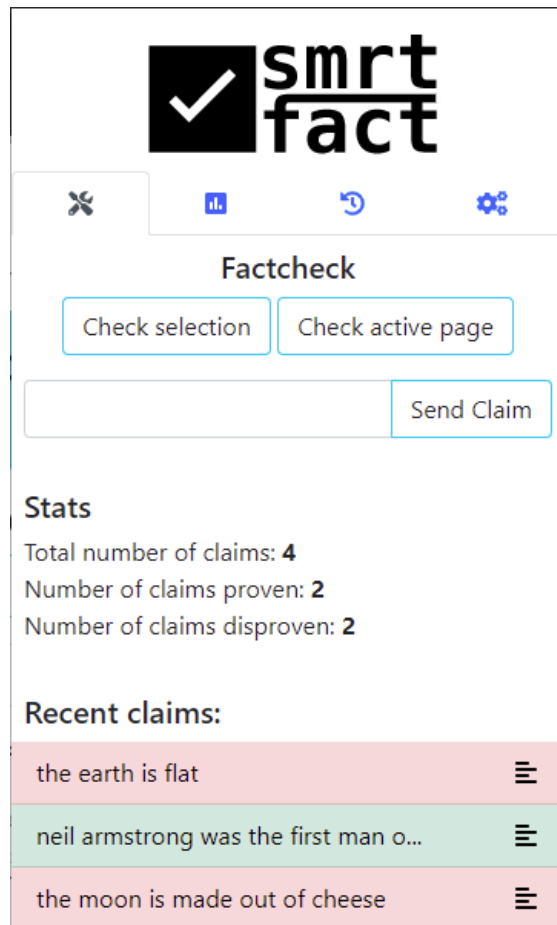 smrt
fact
Factcheck
Check selection
Check active page
Send Claim
Stats
Total number of claims: 4
Number of claims proven: 2
Number of claims disproven: 2
Recent claims:
the earth is flat
neil armstrong was the first man o...
the moon is made out of cheese